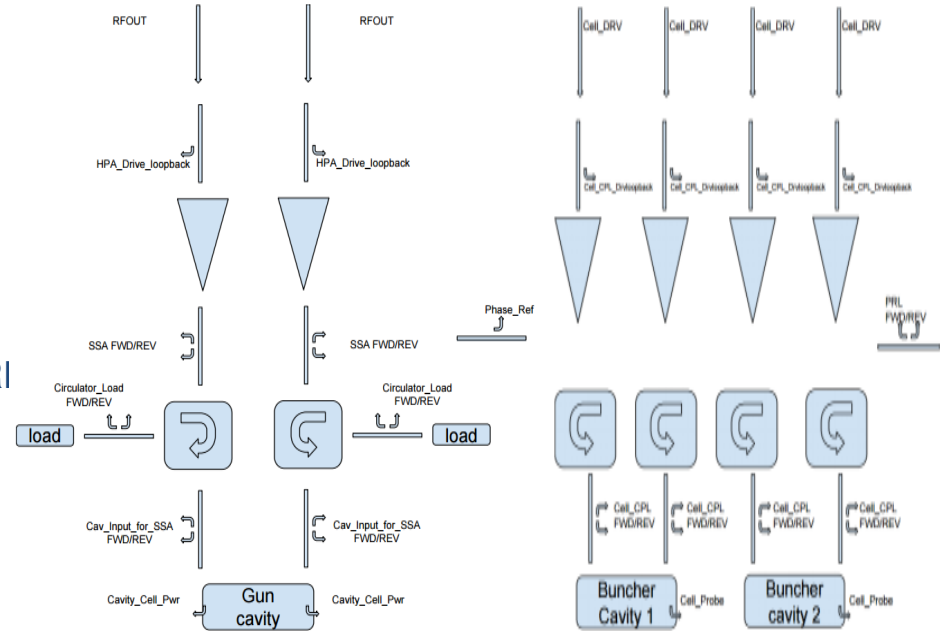 RFOUT
RFOUT
Cell_DRV
Cell_DRV
Cell_DRV
Cell_DRV
HPA_Drive_loopback
HPA_Drive_loopback
Cell_CPL_Drvloopback
Cell_CPL_Drvloopback
Cell_CPL_Drvloopback
Cell_CPL_Drvloopback
SSA FWD/REV
SSA FWD/REV
Phase_Ref
PRL
FWD/REV
Circulator_Load
FWD/REV
Circulator_Load
FWD/REV
load
load
Cav_Input_for_SSA
FWD/REV
Cav_Input_for_SSA
FWD/REV
Cell_CPL
FWD/REV
Cell_CPL
FWD/REV
Cell_CPL
FWD/REV
Cell_CPL
FWD/REV
Cavity_Cell_Pwr
Gun
cavity
Cavity_Cell_Pwr
Buncher
Cavity 1
Cell_Probe
Buncher
cavity 2
Cell_Probe